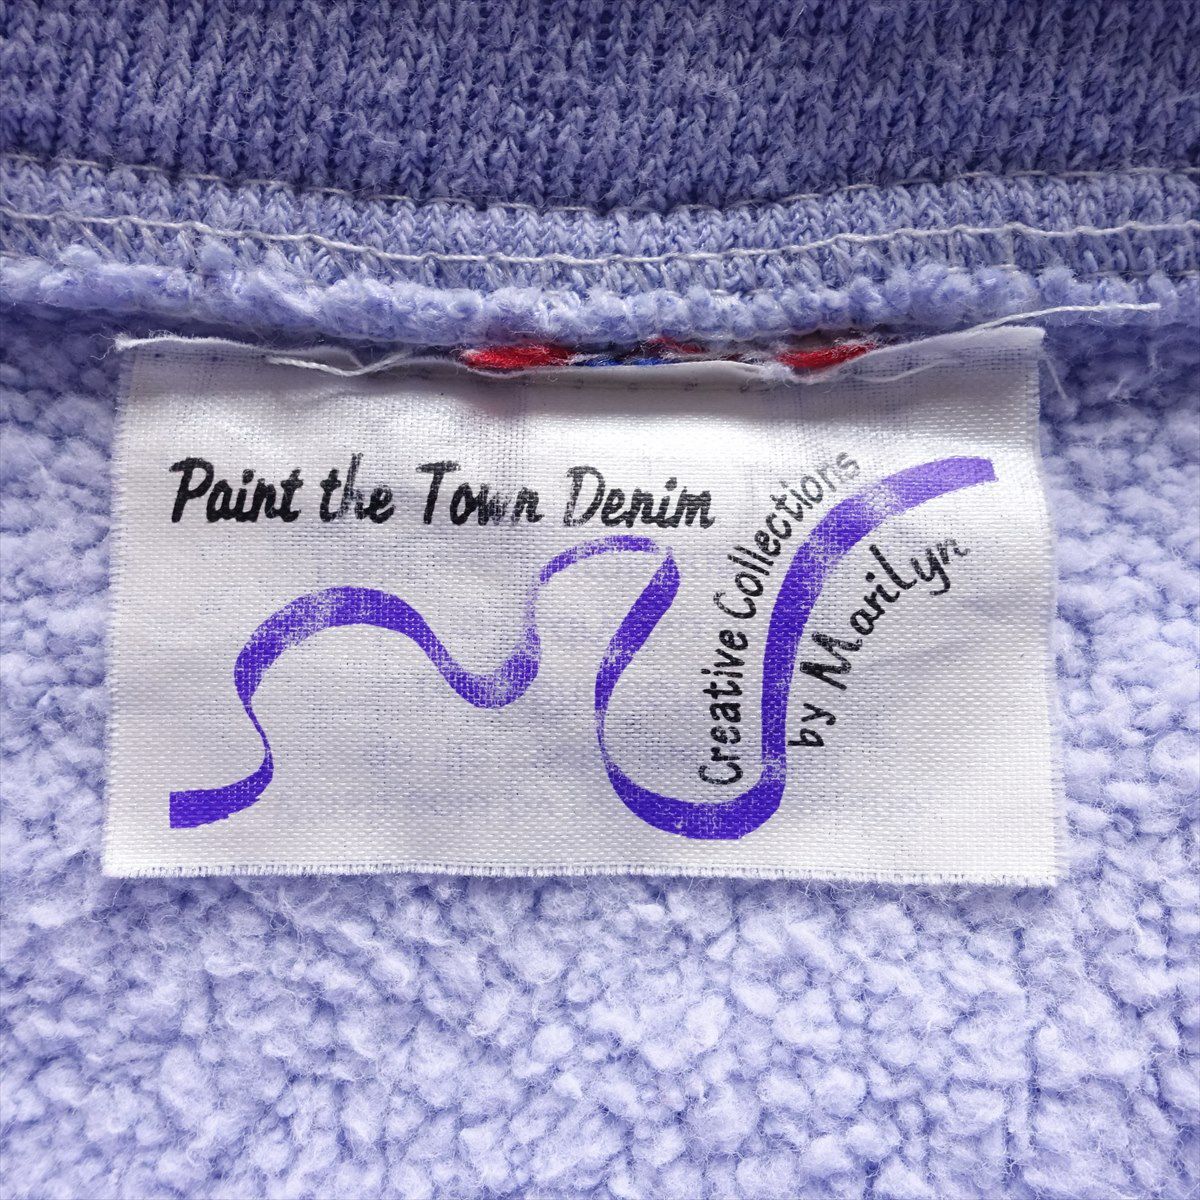 Paint the Town Denim
Creative Collections
by Marilyn